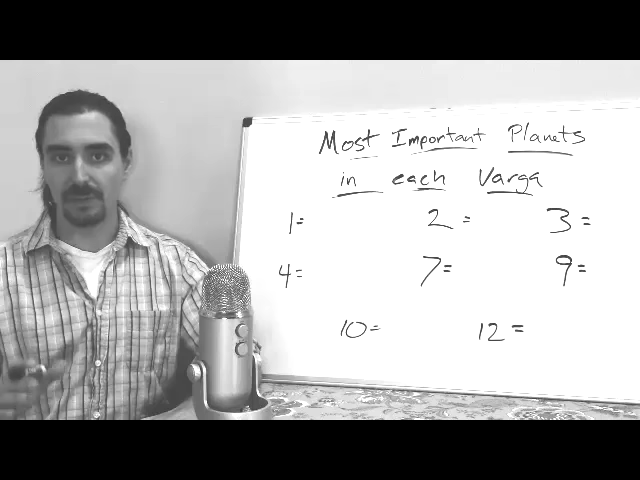 Most Important Planets
in each Varga
1= 2= 3=
4= 7= 9=
10= 12=